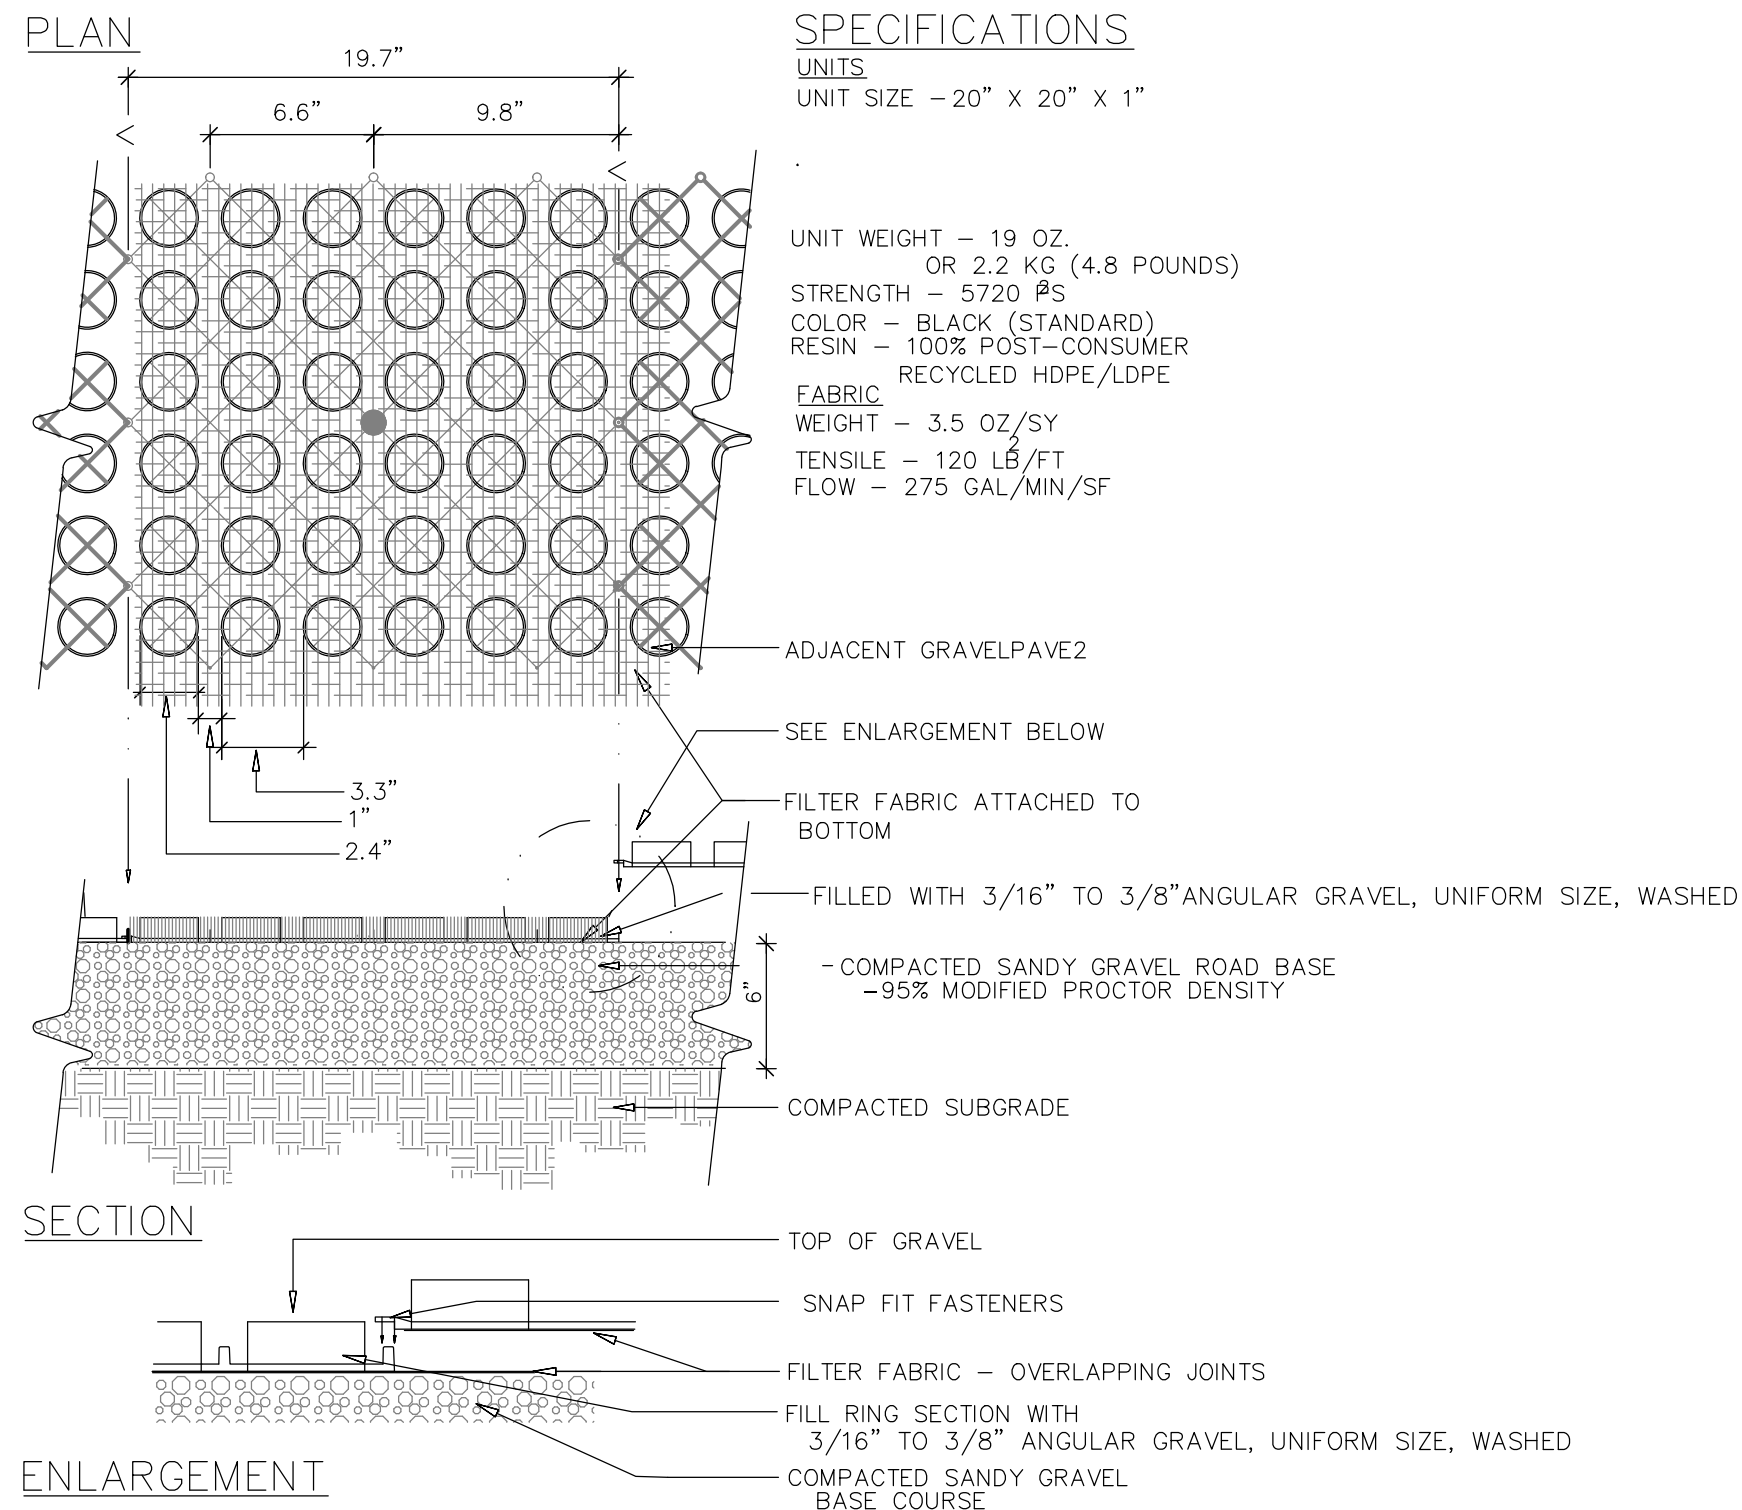 PLAN
19.7"
6.6"
9.8"
SPECIFICATIONS
UNITS
UNIT SIZE – 20" X 20" X 1"
UNIT WEIGHT – 19 OZ.
OR 2.2 KG (4.8 POUNDS)
STRENGTH – 5720 PS
COLOR – BLACK (STANDARD)
RESIN – 100% POST–CONSUMER
RECYCLED HDPE/LDPE
FABRIC
WEIGHT – 3.5 OZ/SY
2
TENSILE – 120 LB/FT
FLOW – 275 GAL/MIN/SF
ADJACENT GRAVELPAVE2
SEE ENLARGEMENT BELOW
3.3"
1"
2.4"
FILTER FABRIC ATTACHED TO
BOTTOM
FILLED WITH 3/16" TO 3/8"ANGULAR GRAVEL, UNIFORM SIZE, WASHED
–COMPACTED SANDY GRAVEL ROAD BASE
–95% MODIFIED PROCTOR DENSITY
6"
COMPACTED SUBGRADE
SECTION
TOP OF GRAVEL
SNAP FIT FASTENERS
FILTER FABRIC – OVERLAPPING JOINTS
FILL RING SECTION WITH
3/16" TO 3/8" ANGULAR GRAVEL, UNIFORM SIZE, WASHED
COMPACTED SANDY GRAVEL
BASE COURSE
ENLARGEMENT